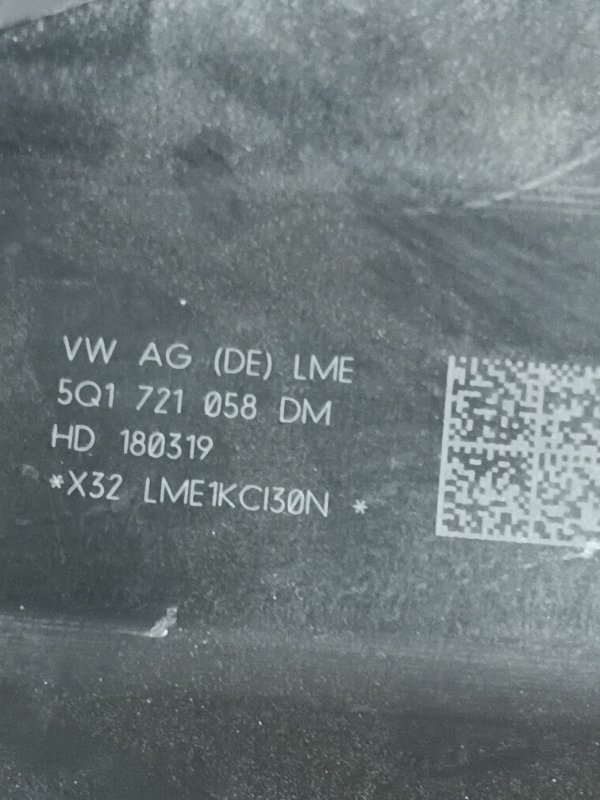 VW AG (DE) LME
5Q1 721 058 DM
HD 180319
*X32 LME1KCI30N *